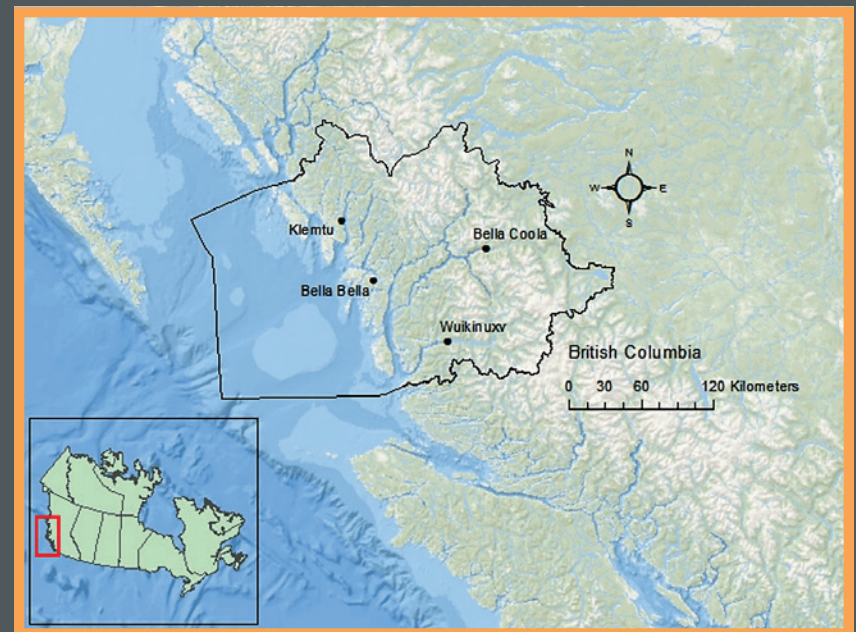 N
W
E
S
Klemtu
Bella Coola
Bella Bella
Wuikinuxv
British Columbia
0 30 60 120 Kilometers